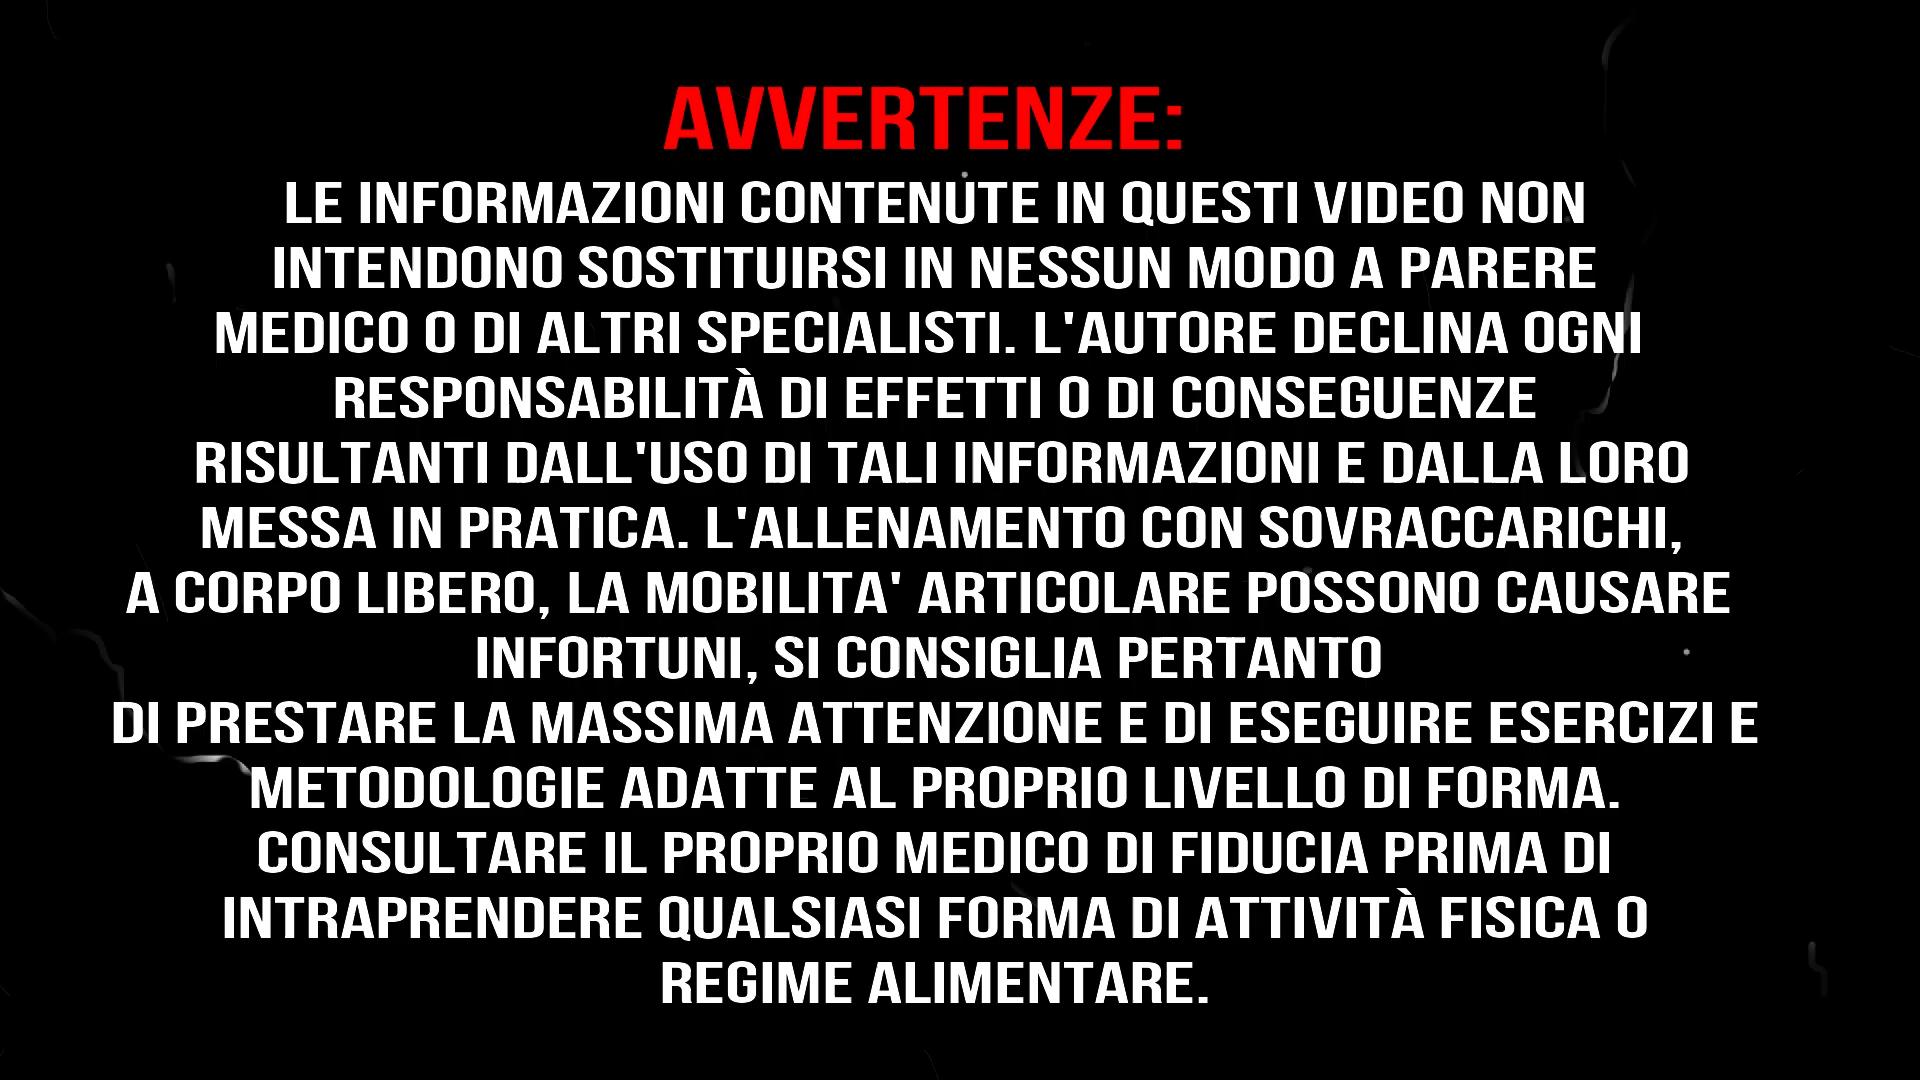 AVVERTENZE:
LE INFORMAZIONI CONTENUTE IN QUESTI VIDEO NON
INTENDONO SOSTITUIRSI IN NESSUN MODO A PARERE
MEDICO O DI ALTRI SPECIALISTI. L'AUTORE DECLINA OGNI
RESPONSABILITÀ DI EFFETTI O DI CONSEGUENZE
RISULTANTI DALL'USO DI TALI INFORMAZIONI E DALLA LORO
MESSA IN PRATICA. L'ALLENAMENTO CON SOVRACCARICHI,
A CORPO LIBERO, LA MOBILITA' ARTICOLARE POSSONO CAUSARE
INFORTUNI, SI CONSIGLIA PERTANTO
DI PRESTARE LA MASSIMA ATTENZIONE E DI ESEGUIRE ESERCIZI E
METODOLOGIE ADATTE AL PROPRIO LIVELLO DI FORMA.
CONSULTARE IL PROPRIO MEDICO DI FIDUCIA PRIMA DI
INTRAPRENDERE QUALSIASI FORMA DI ATTIVITÀ FISICA O
REGIME ALIMENTARE.